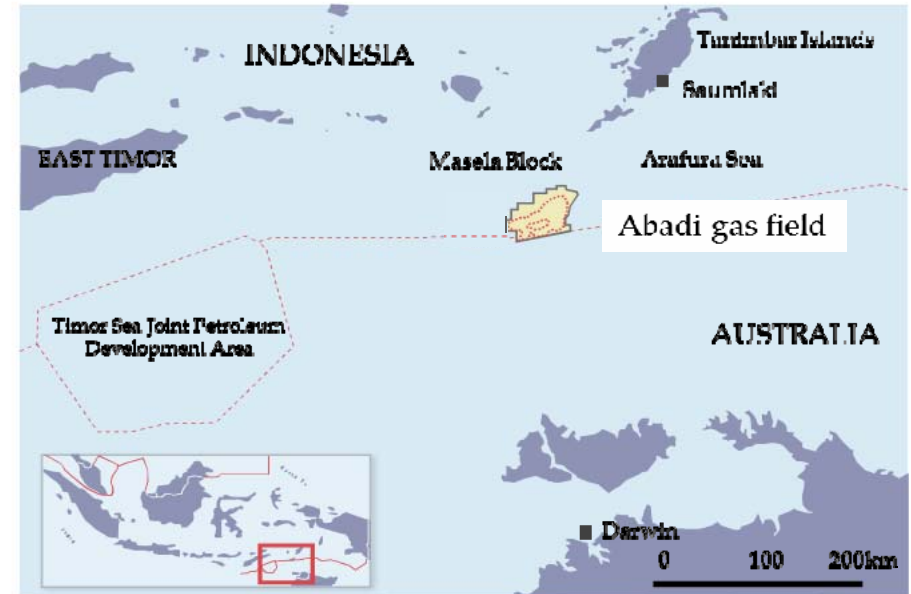 INDONESIA
Tanimbar Islands
Saumlaki
EAST TIMOR
Masela Block
Arafura Sea
Abadi gas field
Timor Sea Joint Petroleum
Development Area
AUSTRALIA
Darwin
0 100 200km